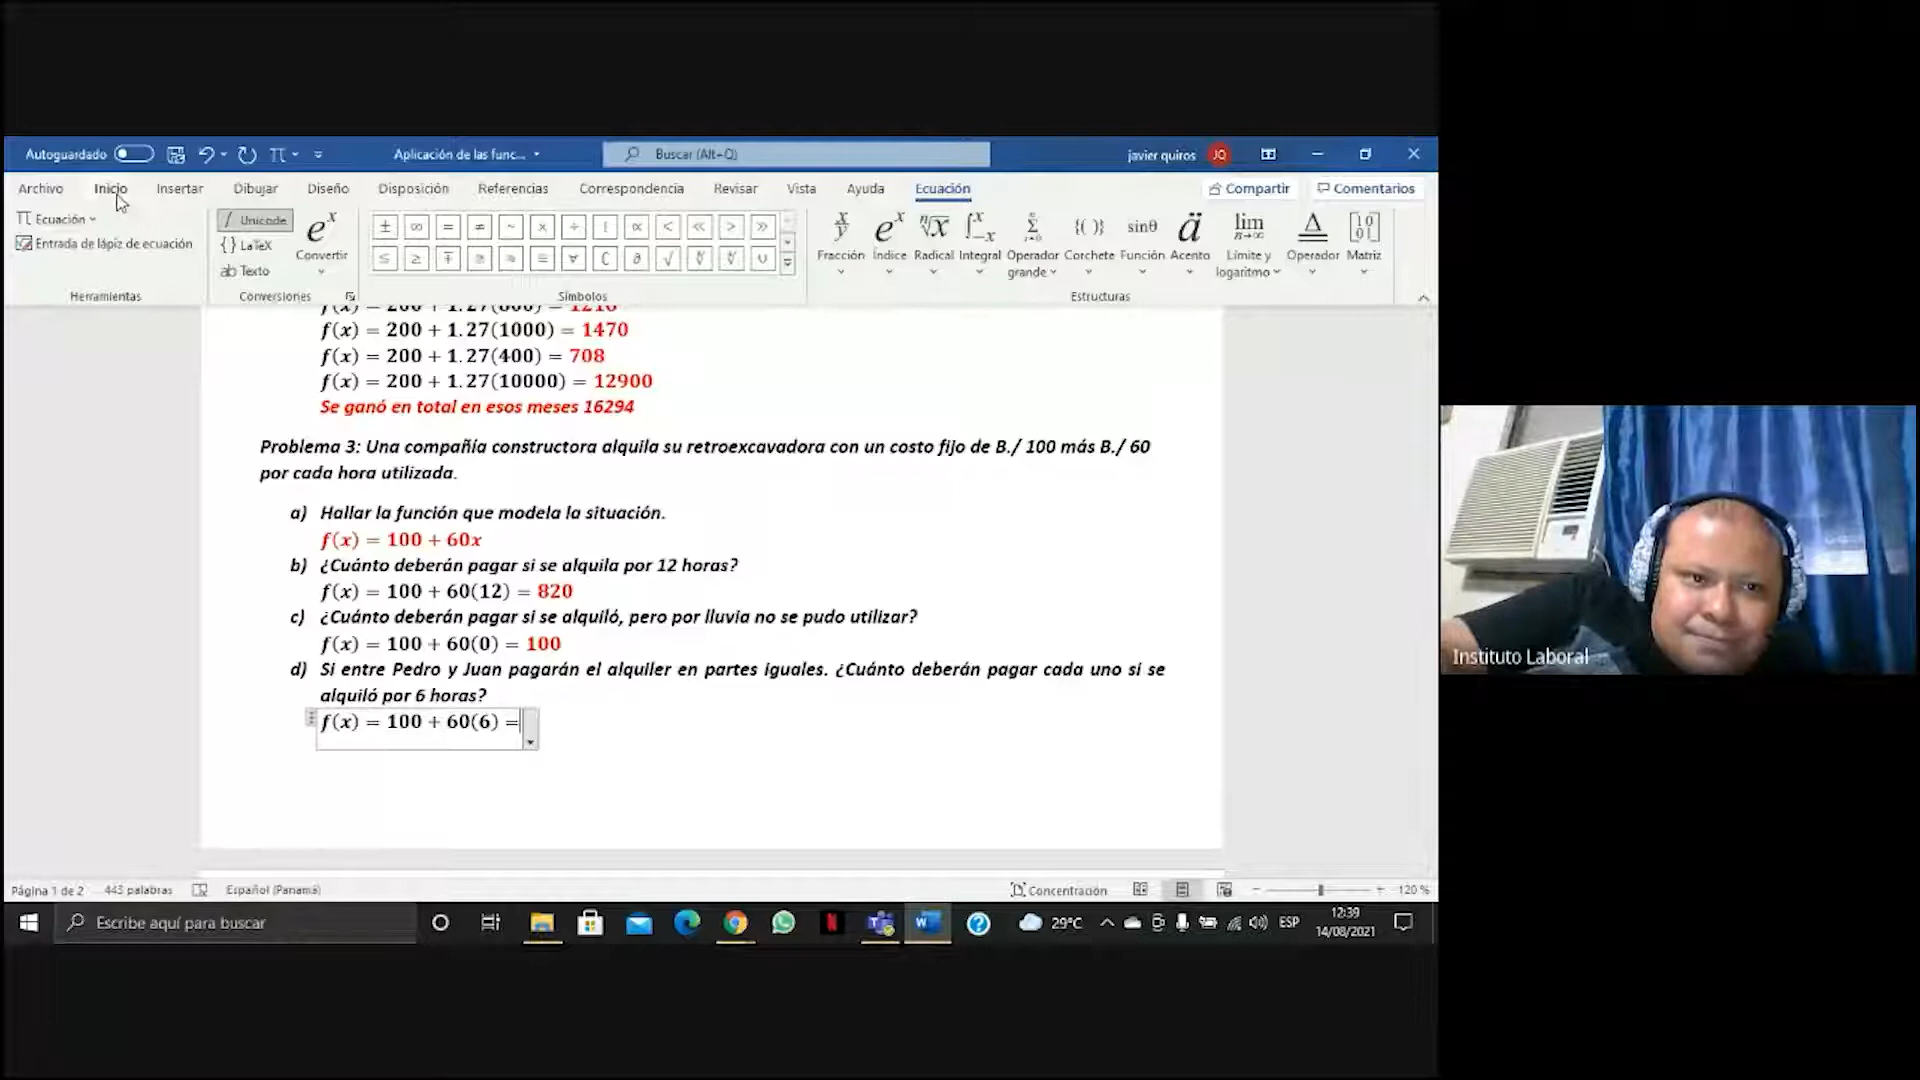 Autoguardado
Aplicación de las func...
Buscar (Alt+Q)
javier quiros
JQ
Archivo Inicio Insertar Dibujar Diseño Disposición Referencias Correspondencia Revisar Vista Ayuda Ecuación
Compartir Comentarios
Ecuación
Entrada de lápiz de ecuación
Herramientas
Unicode
{} LaTeX
ab Texto
Convertir
Conversiones
Símbolos
Fracción Índice Radical Integral Operador grande Corchete Función Acento Límite y logaritmo Operador Matriz
Estructuras
f(x) = 200 + 1.27(800) = 1216
f(x) = 200 + 1.27(1000) = 1470
f(x) = 200 + 1.27(400) = 708
f(x) = 200 + 1.27(10000) = 12900
Se ganó en total en esos meses 16294
Problema 3: Una compañía constructora alquila su retroexcavadora con un costo fijo de B./ 100 más B./ 60
por cada hora utilizada.
a) Hallar la función que modela la situación.
f(x) = 100 + 60x
b) ¿Cuánto deberán pagar si se alquila por 12 horas?
f(x) = 100 + 60(12) = 820
c) ¿Cuánto deberán pagar si se alquiló, pero por lluvia no se pudo utilizar?
f(x) = 100 + 60(0) = 100
d) Si entre Pedro y Juan pagarán el alquiler en partes iguales. ¿Cuánto deberán pagar cada uno si se
alquiló por 6 horas?
f(x) = 100 + 60(6) =
Instituto Laboral
Página 1 de 2 443 palabras Español (Panamá)
Concentración
120 %
Escribe aquí para buscar
29°C
ESP
12:39
14/08/2021